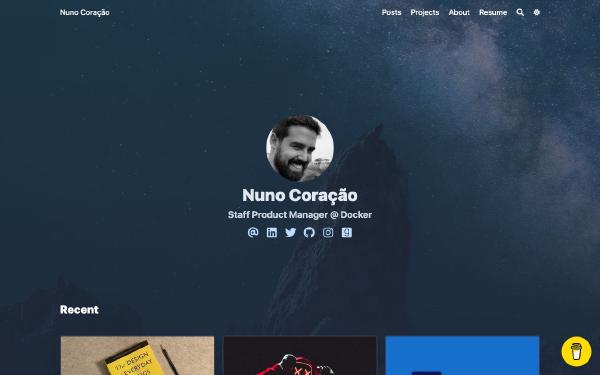 Nuno Coração
Posts Projects About Resume
Nuno Coração
Staff Product Manager @ Docker
Recent
The DESIGN
of EVERYDAY
THINGS